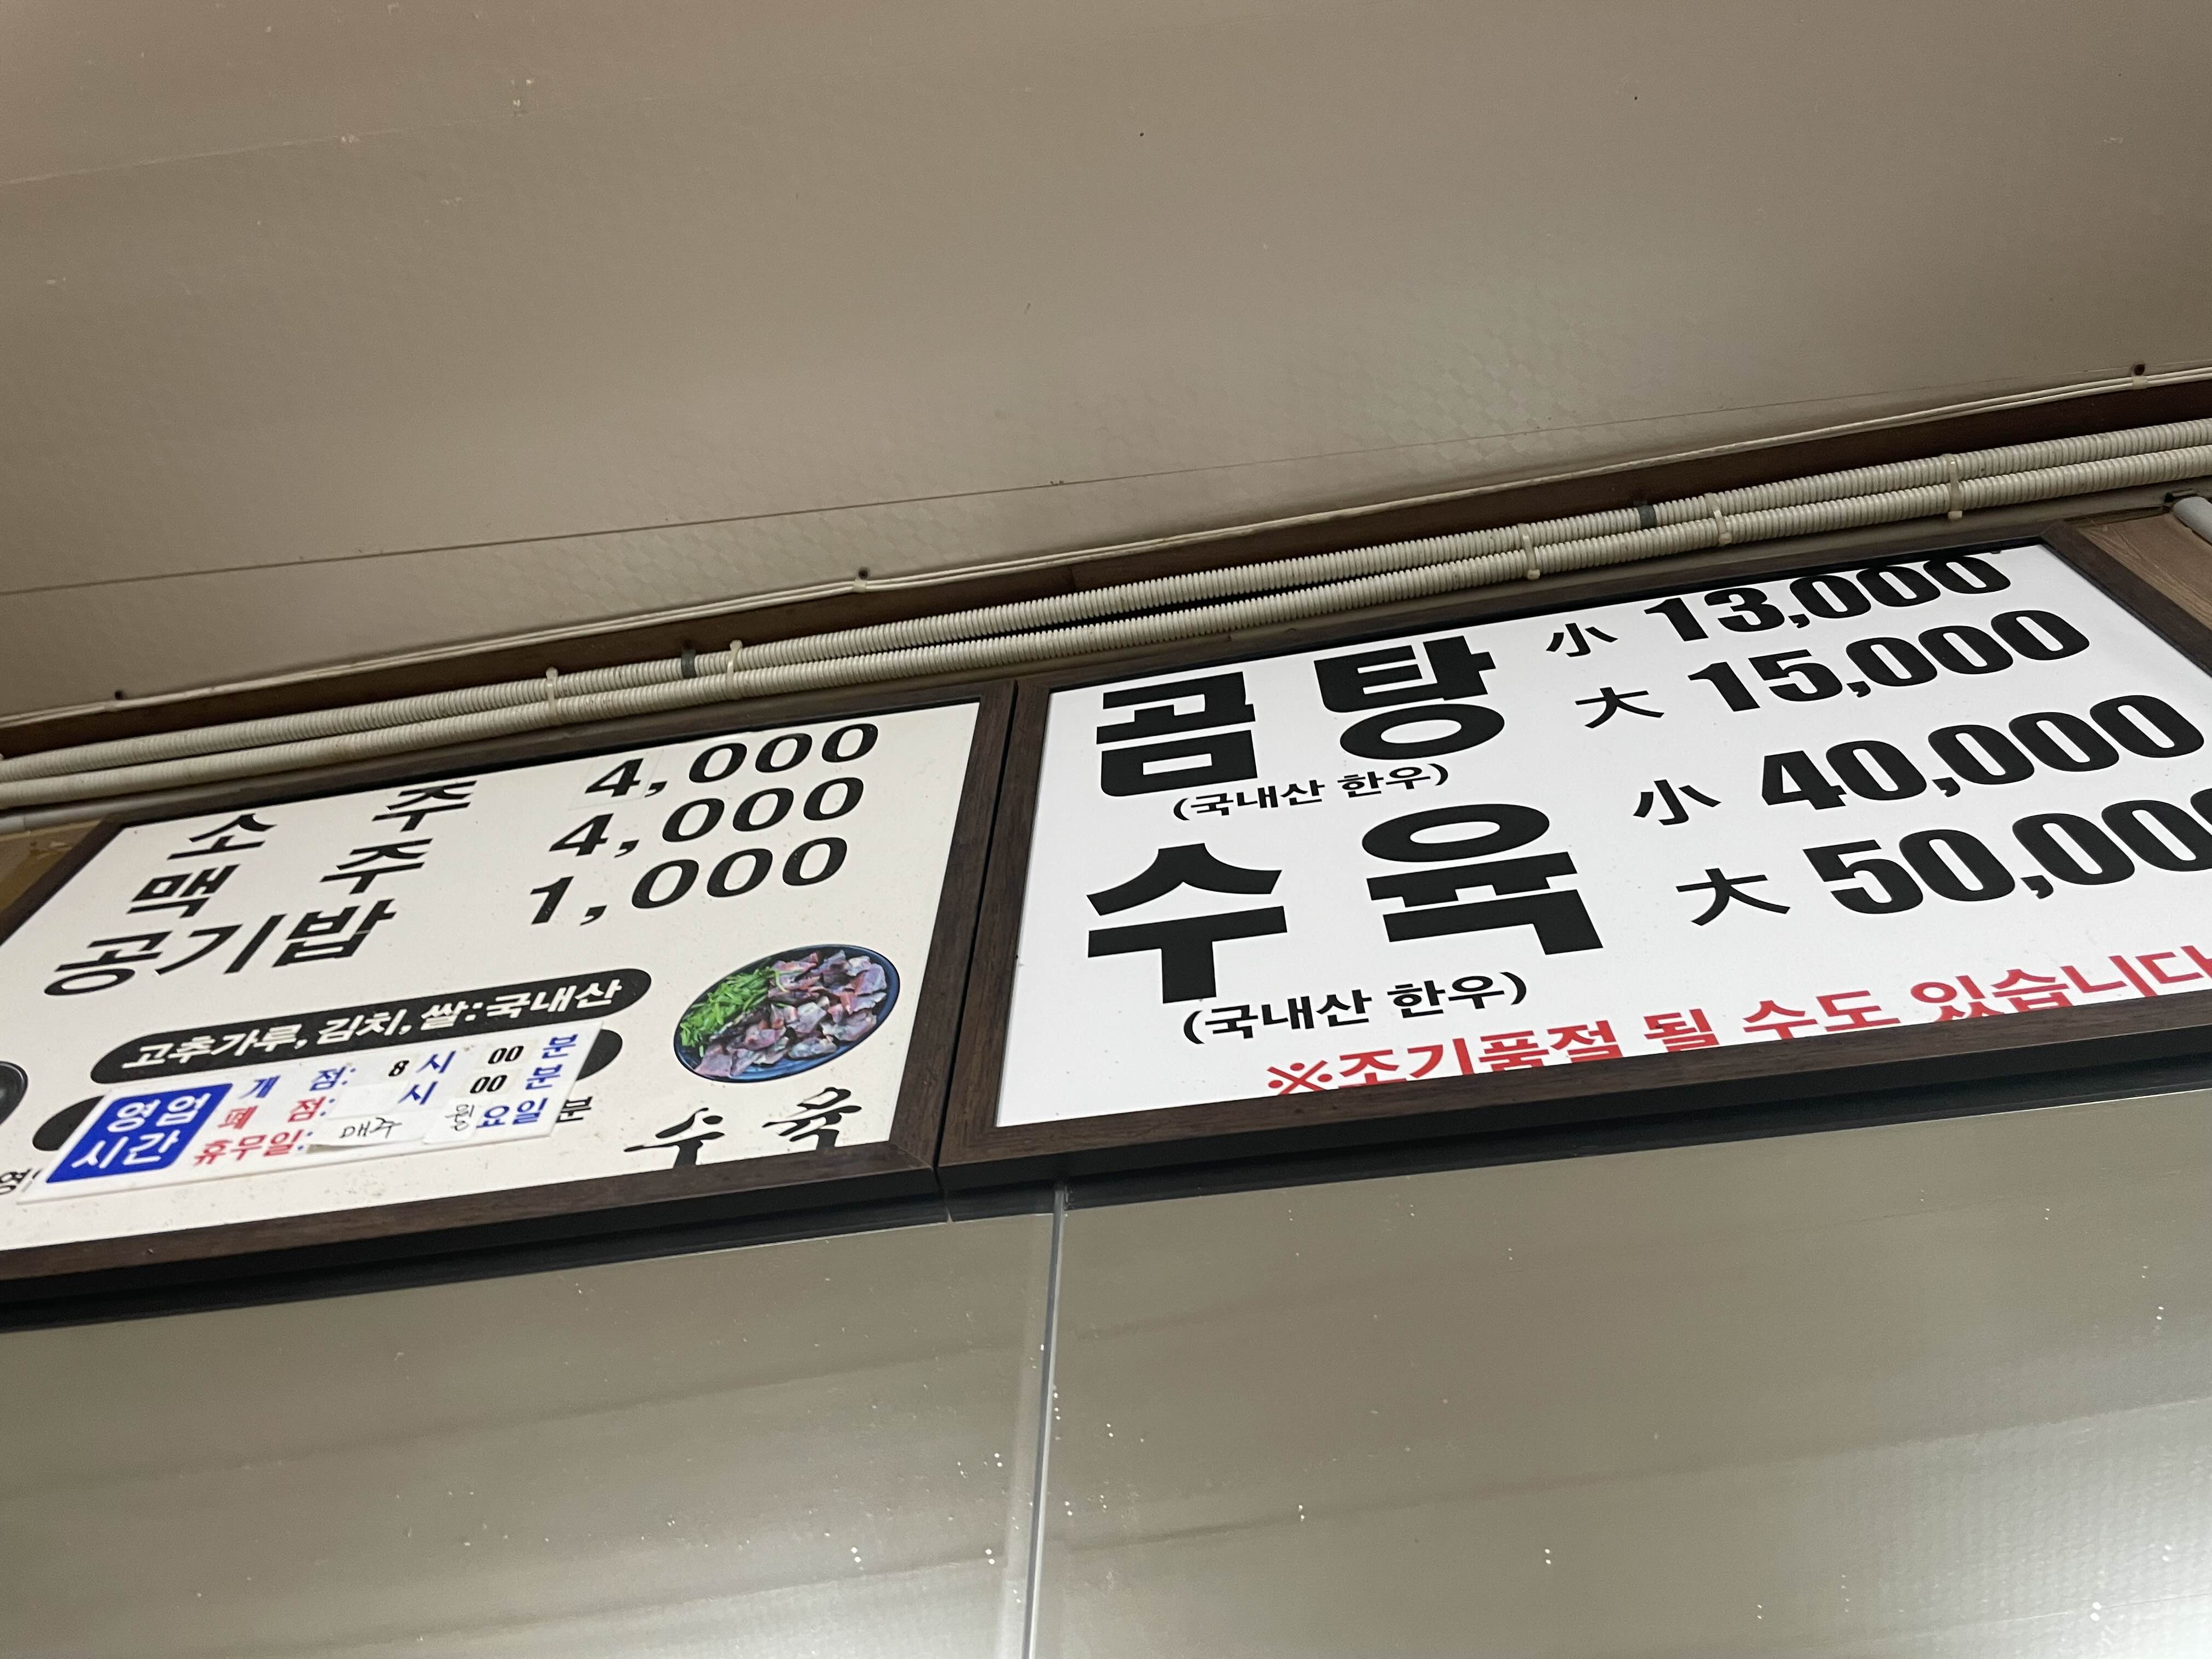 소 주 4,000
맥 주 4,000
공기밥 1,000
고추가루, 김치, 쌀:국내산
영업
시간
개 점: 8 시 00 분
폐 점: 시 00 분
휴무일: 매주 요일
분
수 육
곰 탕 小 13,000
大 15,000
(국내산 한우)
수 육 小 40,000
大 50,00
(국내산 한우)
※조기품절 될 수도 있습니다